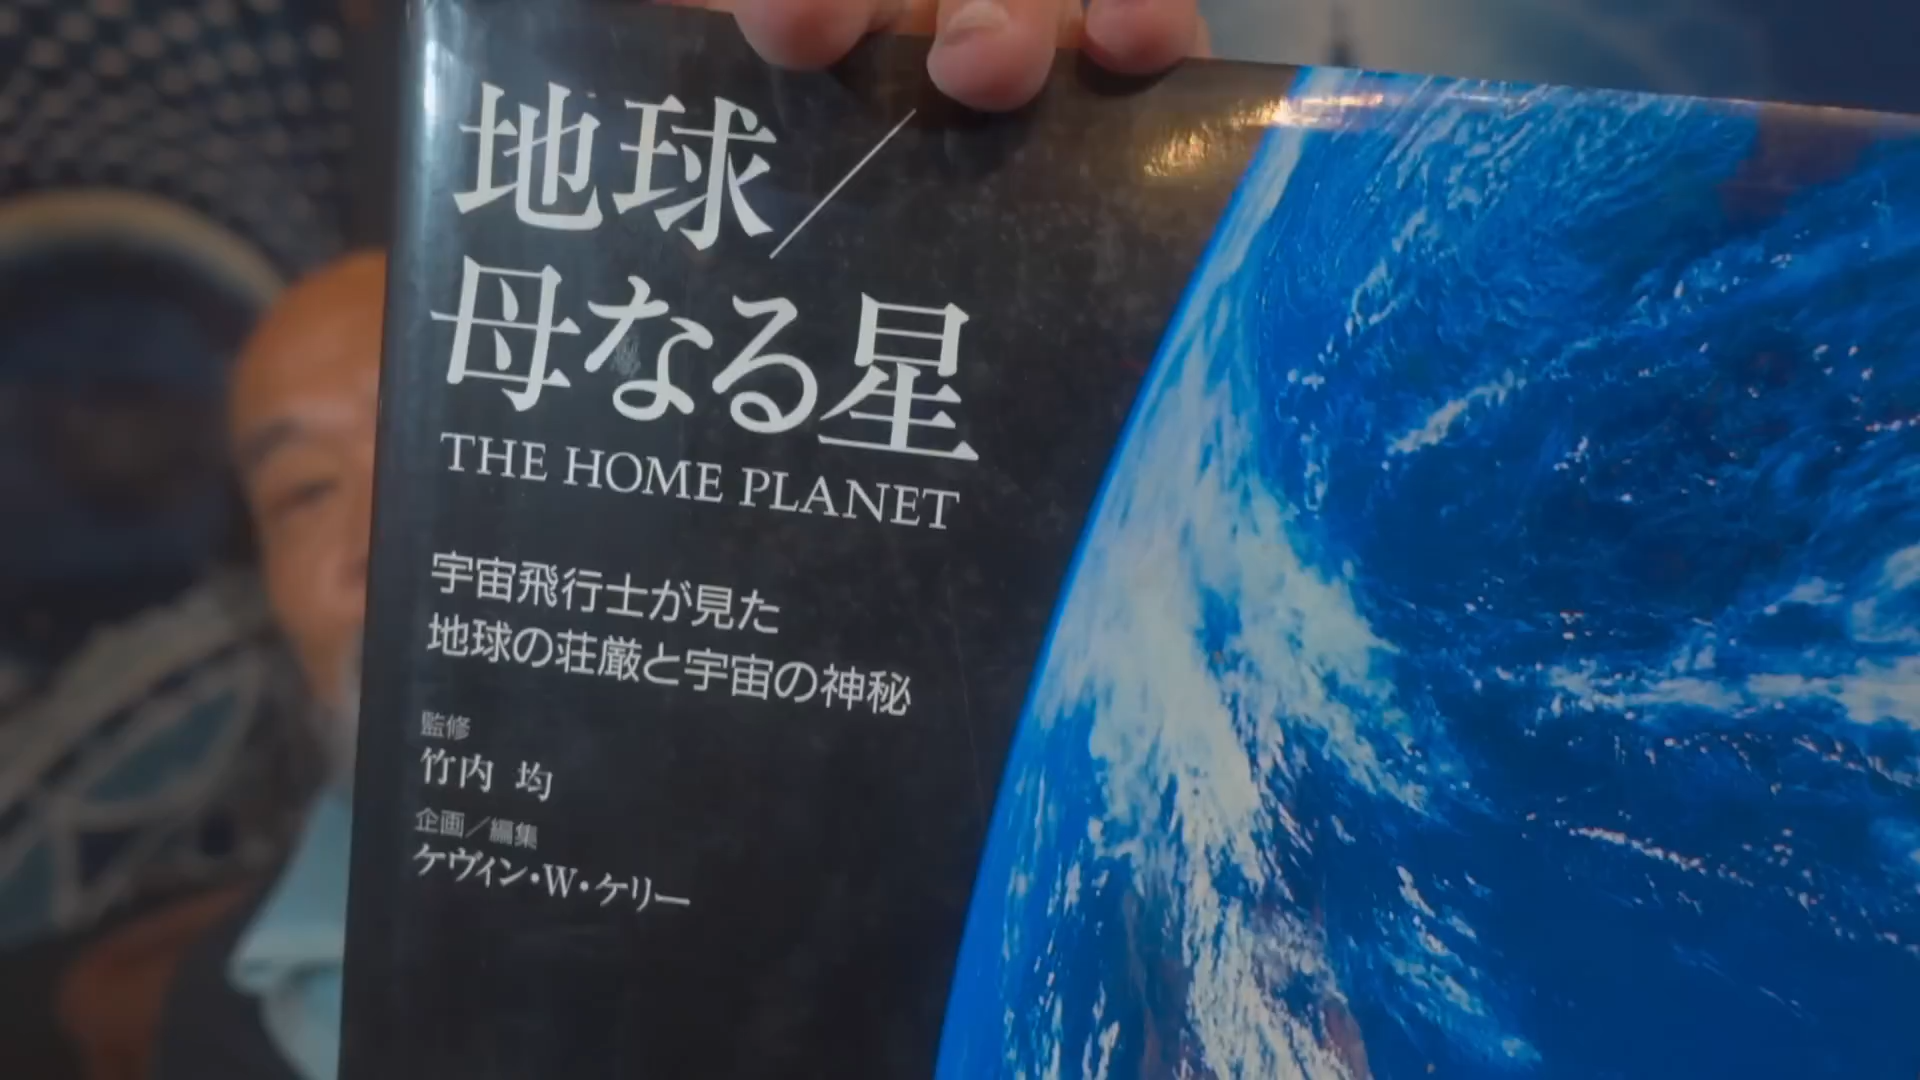 地球／
母なる星
THE HOME PLANET
宇宙飛行士が見た
地球の荘厳と宇宙の神秘
監修
竹内 均
企画／編集
ケヴィン・W・ケリー